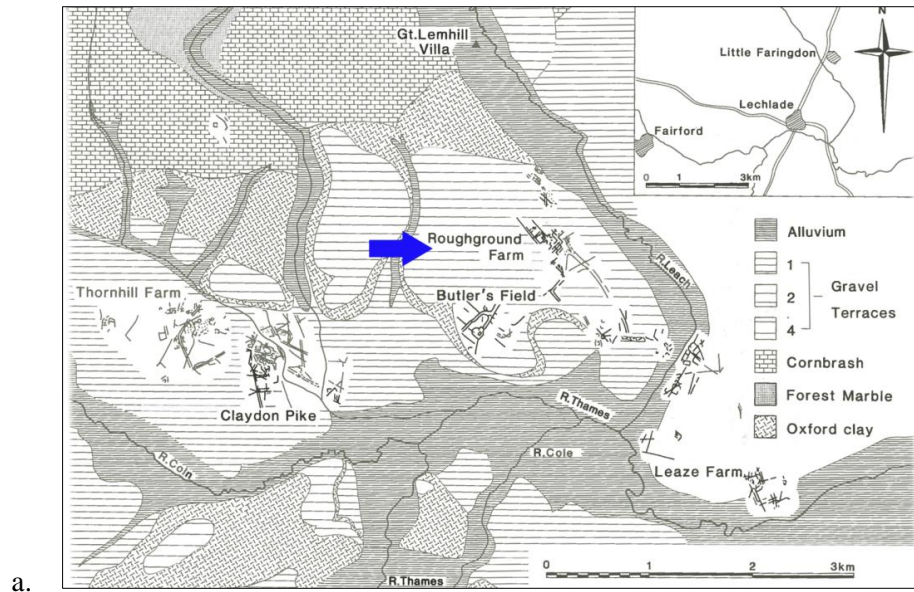 Gt. Lemhill
Villa
N
Little Faringdon
Lechlade
Fairford
0 1 3km
Roughground
Farm
R.Leach
Thornhill Farm
Butler's Field
Claydon Pike
R.Thames
R.Coln
R.Cole
Leaze Farm
R.Thames
0 1 2 3km
Alluvium
1
2
4
Gravel
Terraces
Cornbrash
Forest Marble
Oxford clay
a.